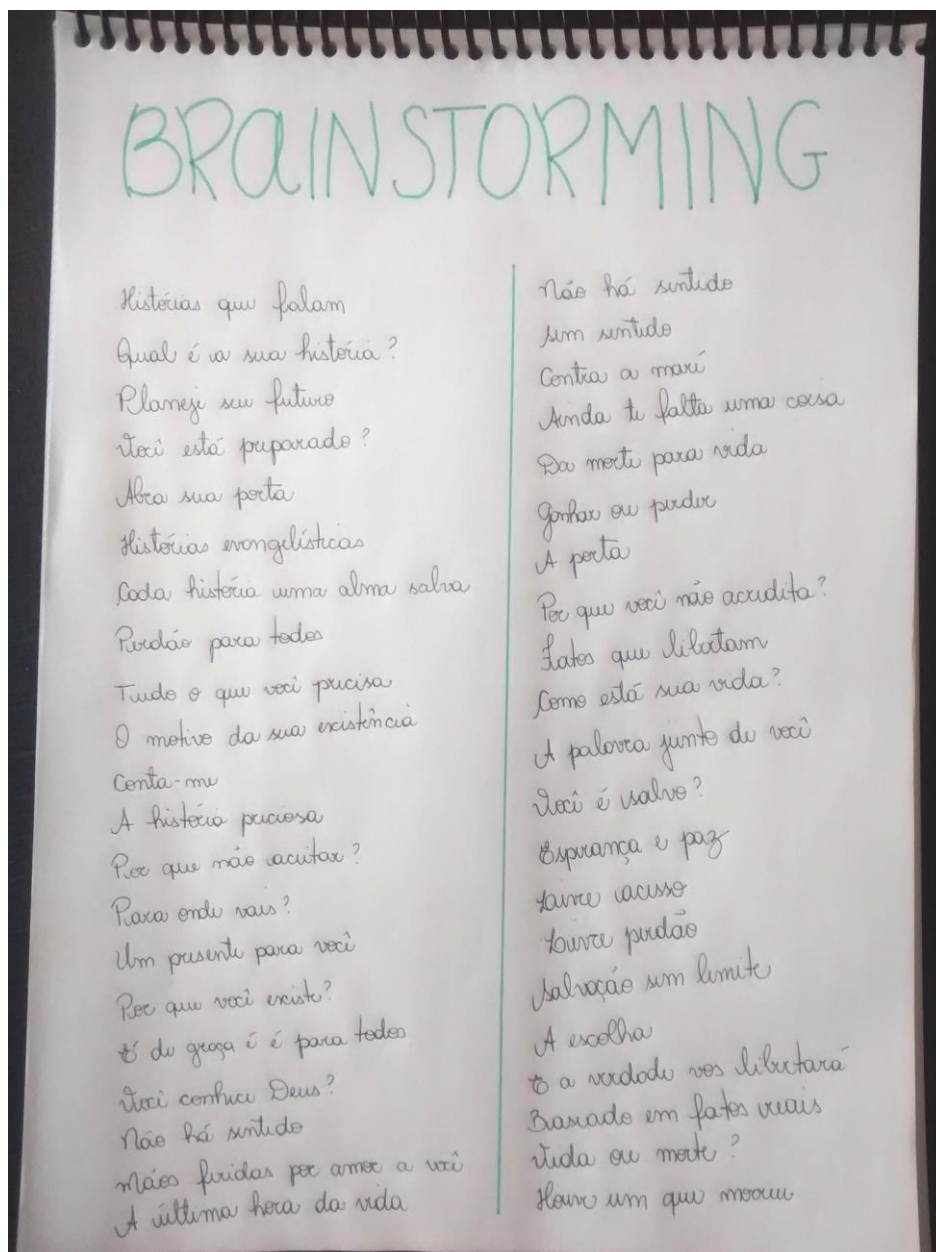 BRAINSTORMING
Histórias que falam
Qual é a sua história?
Planeje seu futuro
Você está preparado?
Abra sua porta
Histórias evangelísticas
Cada história uma alma salva
Perdão para todos
Tudo o que você precisa
O motivo da sua existência
Conta-me
A história preciosa
Por que não aceitar?
Para onde vais?
Um presente para você
Por que você existe?
É de graça é é para todos
Você conhece Deus?
Não há sentido
Mãos feridas por amor a você
A última hora da vida
Não há sentido
Sem sentido
Contra a maré
Ainda te falta uma coisa
Da morte para vida
Ganhar ou perder
A porta
Por que você não acredita?
Fatos que libertam
Como está sua vida?
A palavra junto de você
Você é salvo?
Esperança e paz
Livre acesso
Livre perdão
Salvação sem limite
A escolha
E a verdade vos libertará
Baseado em fatos reais
Vida ou morte?
Houve um que morreu